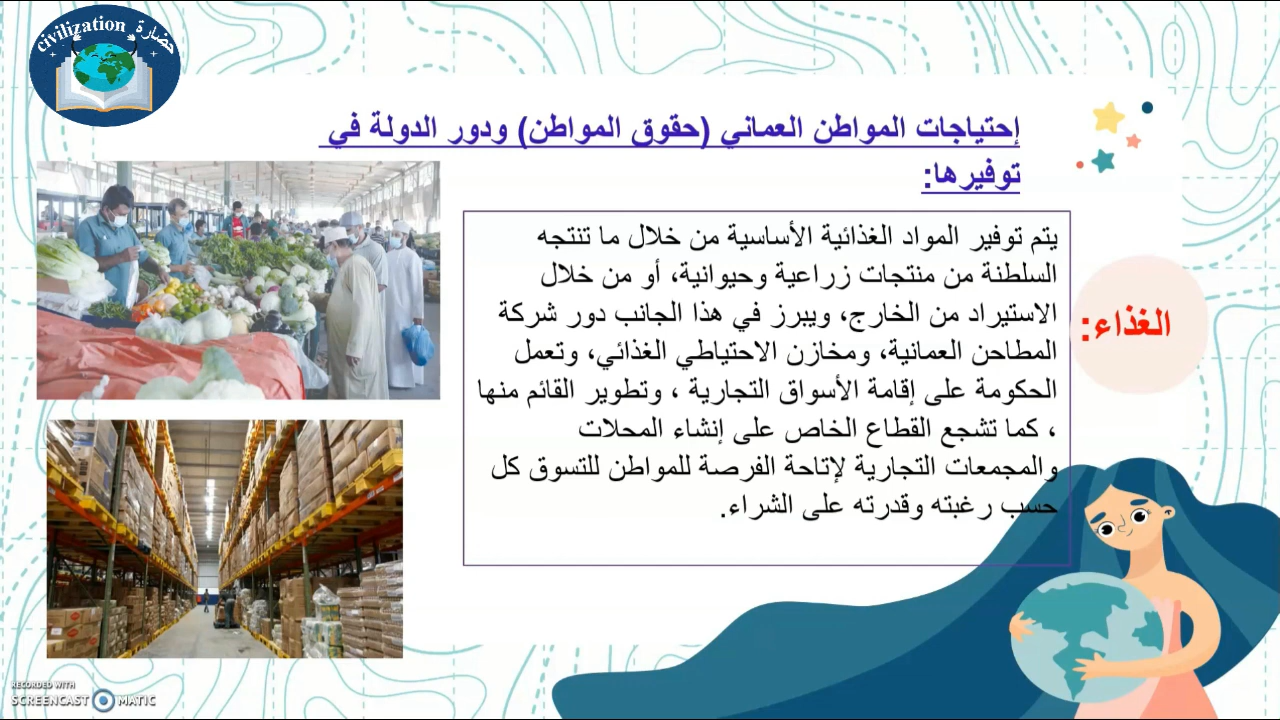 civilization حضارة
إحتياجات المواطن العماني (حقوق المواطن) ودور الدولة في
توفيرها:
الغذاء:
يتم توفير المواد الغذائية الأساسية من خلال ما تنتجه
السلطنة من منتجات زراعية وحيوانية، أو من خلال
الاستيراد من الخارج، ويبرز في هذا الجانب دور شركة
المطاحن العمانية، ومخازن الاحتياطي الغذائي، وتعمل
الحكومة على إقامة الأسواق التجارية ، وتطوير القائم منها
، كما تشجع القطاع الخاص على إنشاء المحلات
والمجمعات التجارية لإتاحة الفرصة للمواطن للتسوق كل
حسب رغبته وقدرته على الشراء.
RECORDED WITH
SCREENCAST MATIC